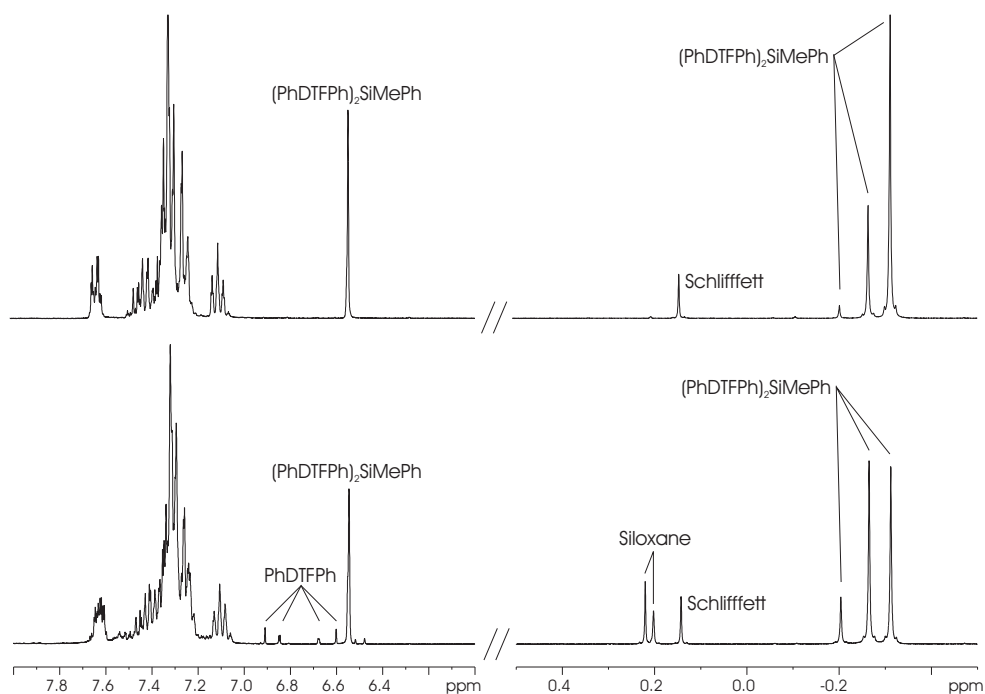 (PhDTFPh)₂SiMePh
(PhDTFPh)₂SiMePh
Schlifffett
(PhDTFPh)₂SiMePh
(PhDTFPh)₂SiMePh
PhDTFPh
Siloxane
Schlifffett
7.8 7.6 7.4 7.2 7.0 6.8 6.6 6.4 ppm 0.4 0.2 0.0 -0.2 ppm